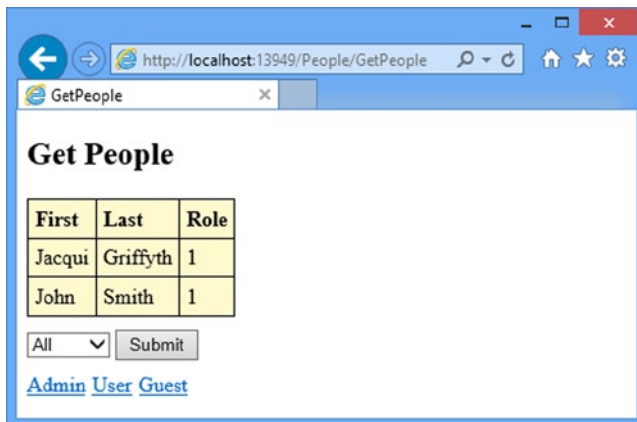 http://localhost:13949/People/GetPeople
GetPeople
Get People
First Last Role
Jacqui Griffyth 1
John Smith 1
All Submit
Admin User Guest